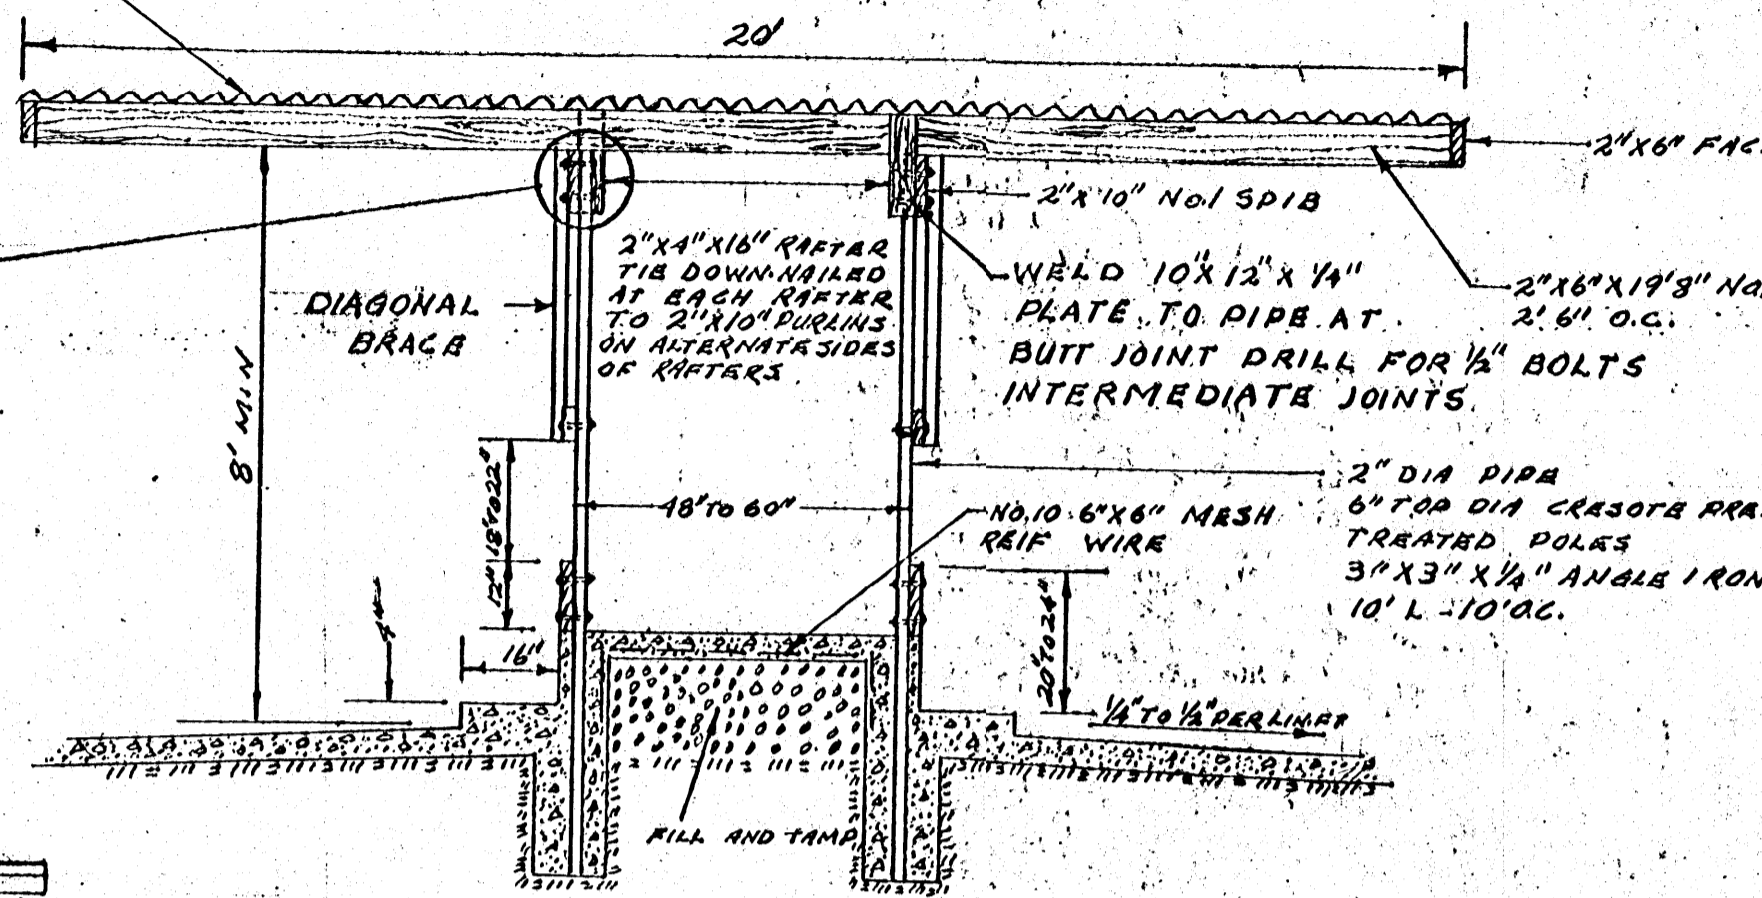 20'
2"X6" FAC
2"X10" NO.1 SPIB
2"X4"X16" RAFTER
TIE DOWN NAILED
AT EACH RAFTER
TO 2"X10" PURLINS
ON ALTERNATE SIDES
OF RAFTERS
DIAGONAL
BRACE
WELD 10"X12"X1/4"
PLATE TO PIPE AT
BUTT JOINT DRILL FOR 1/2" BOLTS
INTERMEDIATE JOINTS
2"X6"X19'8" NO.
2'6" O.C.
8' MIN
18"TO22"
12"
48" TO 60"
NO.10 6"X6" MESH
REIF WIRE
2" DIA PIPE
6" TOP DIA CRESOTE PRE
TREATED POLES
3"X3"X1/4" ANGLE IRON
10' L - 10' O.C.
4"
16"
20"TO24"
1/4" TO 1/2" PER LIN FT
FILL AND TAMP